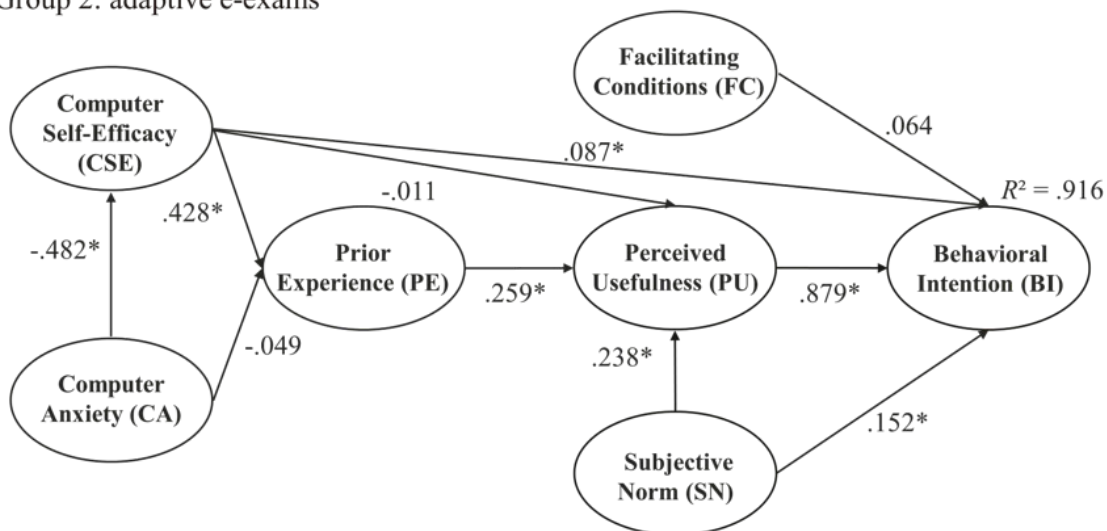 Group 2: adaptive e-exams
Facilitating
Conditions (FC)
Computer
Self-Efficacy
(CSE)
.064
.087*
-.011
R² = .916
.428*
-.482*
Prior
Experience (PE)
Perceived
Usefulness (PU)
Behavioral
Intention (BI)
.259*
.879*
-.049
.238*
Computer
Anxiety (CA)
.152*
Subjective
Norm (SN)